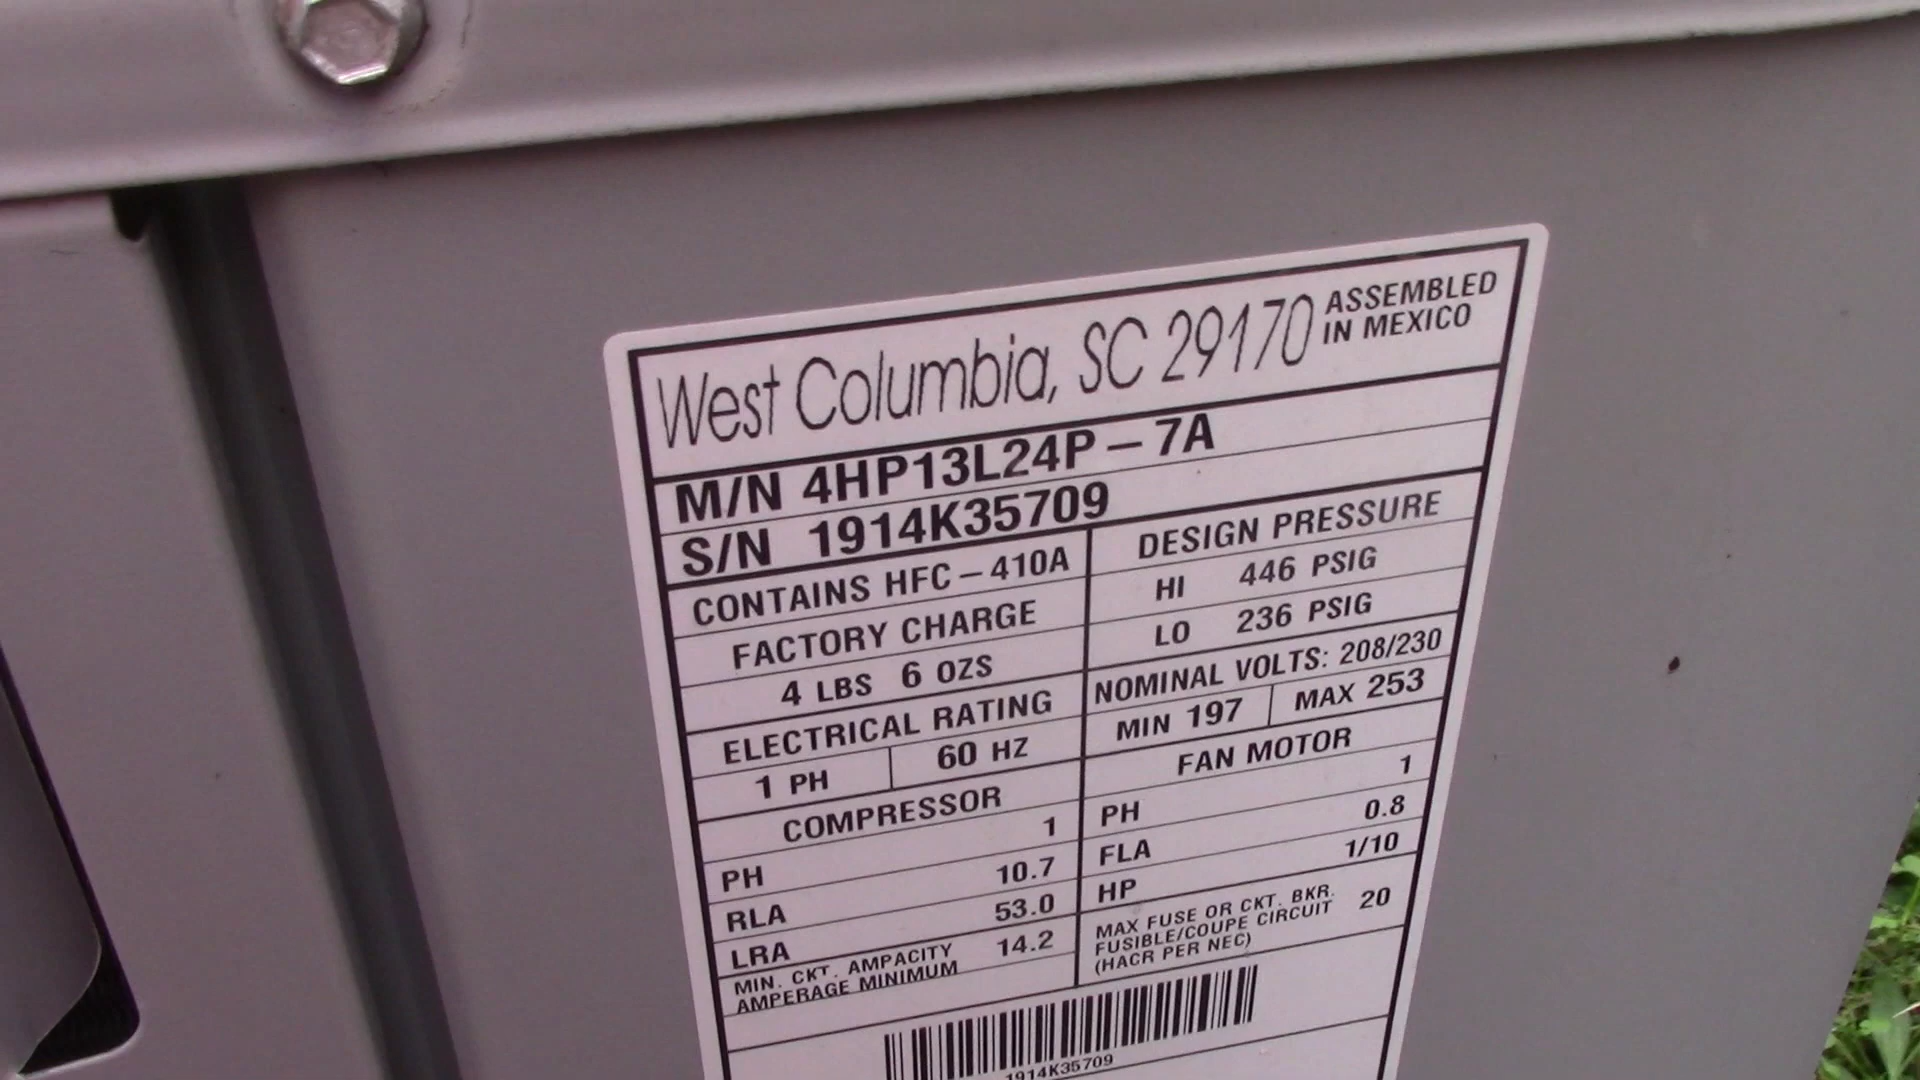 West Columbia, SC 29170 ASSEMBLED
IN MEXICO
M/N 4HP13L24P-7A
S/N 1914K35709
CONTAINS HFC-410A
FACTORY CHARGE
4 LBS 6 OZS
DESIGN PRESSURE
HI 446 PSIG
LO 236 PSIG
ELECTRICAL RATING
1 PH 60 HZ
NOMINAL VOLTS: 208/230
MIN 197 MAX 253
COMPRESSOR
PH 1
RLA 10.7
LRA 53.0
MIN. CKT. AMPACITY 14.2
AMPERAGE MINIMUM
FAN MOTOR
PH 1
FLA 0.8
HP 1/10
MAX FUSE OR CKT. BKR. 20
FUSIBLE/COUPE CIRCUIT
(HACR PER NEC)
1914K35709